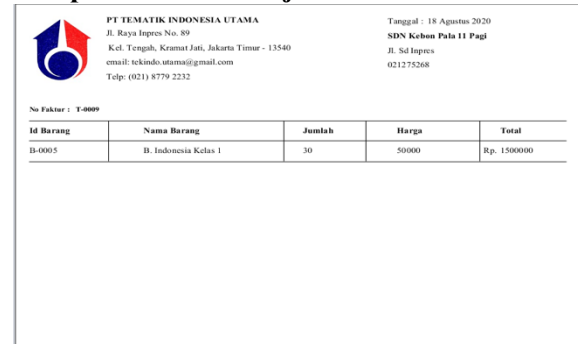 PT TEMATIK INDONESIA UTAMA
Jl. Raya Inpres No. 89
Kel. Tengah, Kramat Jati, Jakarta Timur - 13540
email: tekindo.utama@gmail.com
Telp: (021) 8779 2232
Tanggal : 18 Agustus 2020
SDN Kebon Pala 11 Pagi
Jl. Sd Inpres
021275268
No Faktur : T-0009
Id Barang Nama Barang Jumlah Harga Total
B-0005 B. Indonesia Kelas 1 30 50000 Rp. 1500000